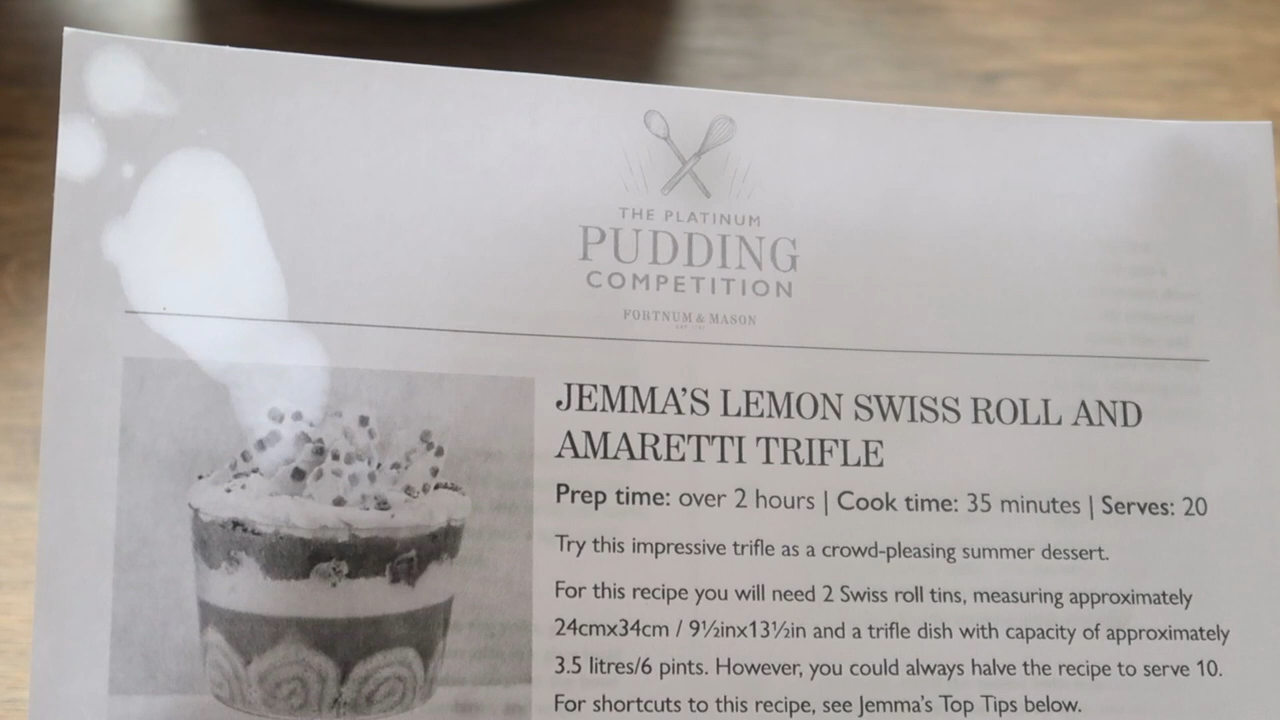 THE PLATINUM
PUDDING
COMPETITION
FORTNUM & MASON
JEMMA'S LEMON SWISS ROLL AND
AMARETTI TRIFLE
Prep time: over 2 hours | Cook time: 35 minutes | Serves: 20
Try this impressive trifle as a crowd-pleasing summer dessert.
For this recipe you will need 2 Swiss roll tins, measuring approximately
24cmx34cm / 9½inx13½in and a trifle dish with capacity of approximately
3.5 litres/6 pints. However, you could always halve the recipe to serve 10.
For shortcuts to this recipe, see Jemma's Top Tips below.